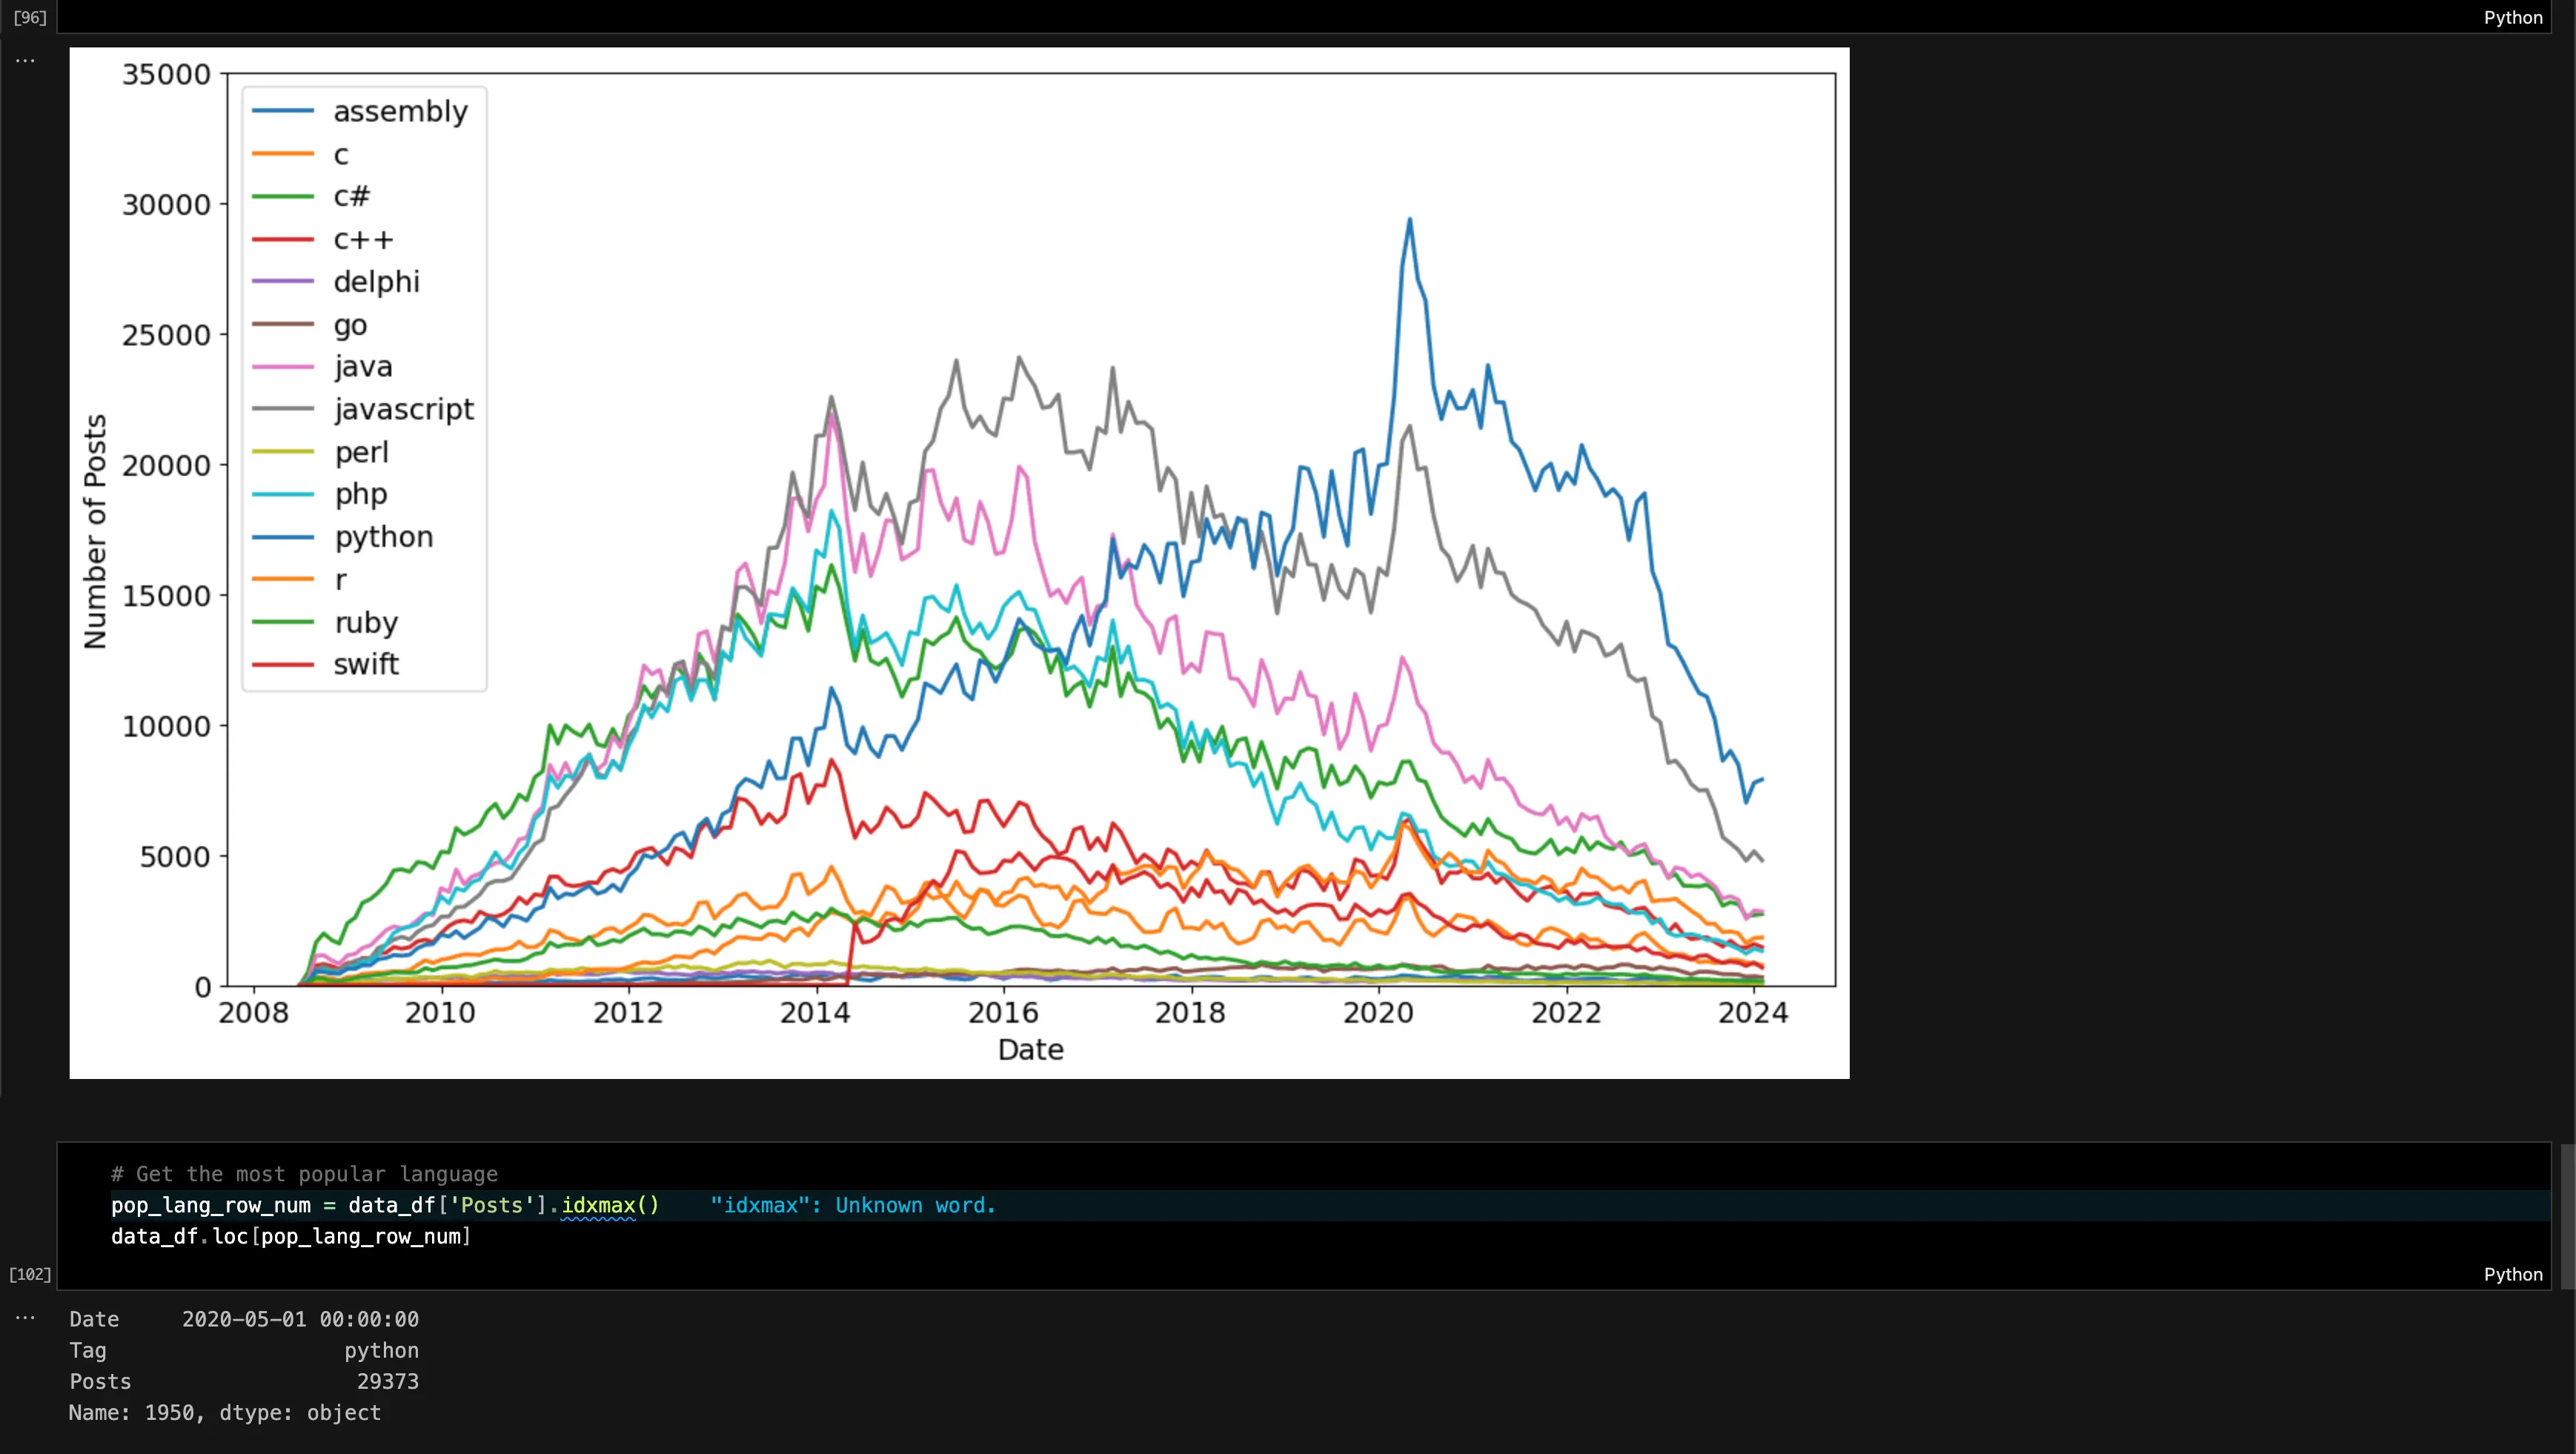 [96]
Python
...
35000
30000
25000
20000
15000
10000
5000
0
Number of Posts
assembly
c
c#
c++
delphi
go
java
javascript
perl
php
python
r
ruby
swift
2008 2010 2012 2014 2016 2018 2020 2022 2024
Date
# Get the most popular language
pop_lang_row_num = data_df['Posts'].idxmax() "idxmax": Unknown word.
data_df.loc[pop_lang_row_num]
[102]
Python
...
Date 2020-05-01 00:00:00
Tag python
Posts 29373
Name: 1950, dtype: object